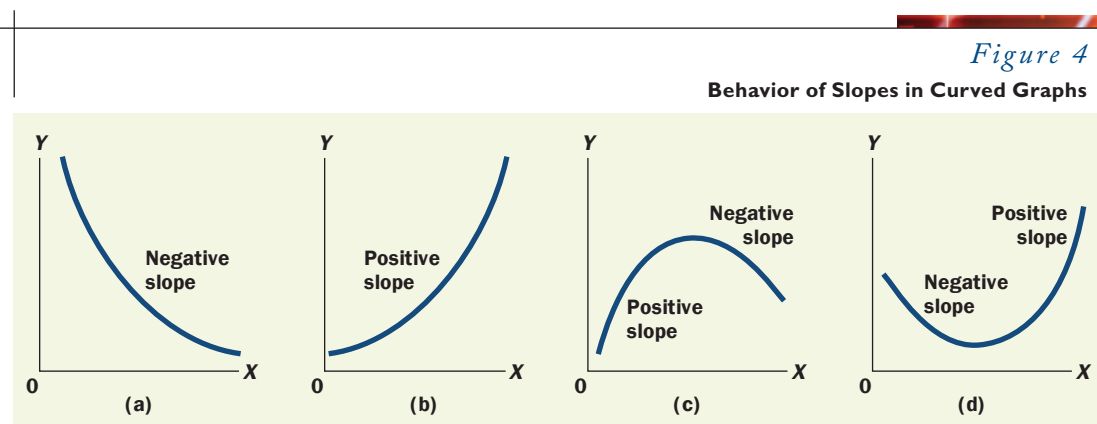 Figure 4
Behavior of Slopes in Curved Graphs
Y
Negative
slope
0
X
(a)
Y
Positive
slope
0
X
(b)
Y
Negative
slope
Positive
slope
0
X
(c)
Y
Positive
slope
Negative
slope
0
X
(d)